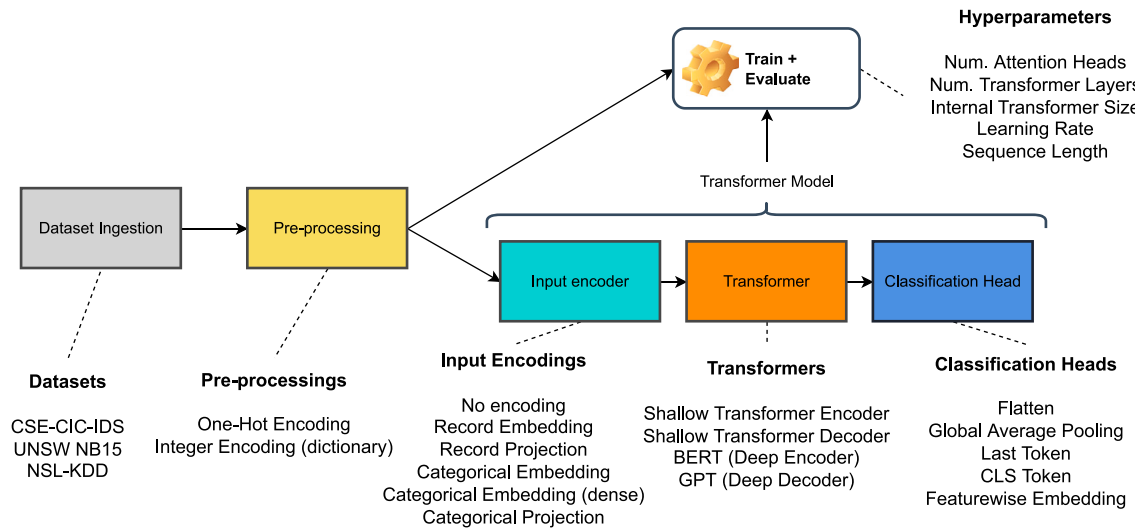 Hyperparameters
Num. Attention Heads
Num. Transformer Layers
Internal Transformer Size
Learning Rate
Sequence Length
Train +
Evaluate
Transformer Model
Dataset Ingestion
Pre-processing
Input encoder
Transformer
Classification Head
Datasets
CSE-CIC-IDS
UNSW NB15
NSL-KDD
Pre-processings
One-Hot Encoding
Integer Encoding (dictionary)
Input Encodings
No encoding
Record Embedding
Record Projection
Categorical Embedding
Categorical Embedding (dense)
Categorical Projection
Transformers
Shallow Transformer Encoder
Shallow Transformer Decoder
BERT (Deep Encoder)
GPT (Deep Decoder)
Classification Heads
Flatten
Global Average Pooling
Last Token
CLS Token
Featurewise Embedding